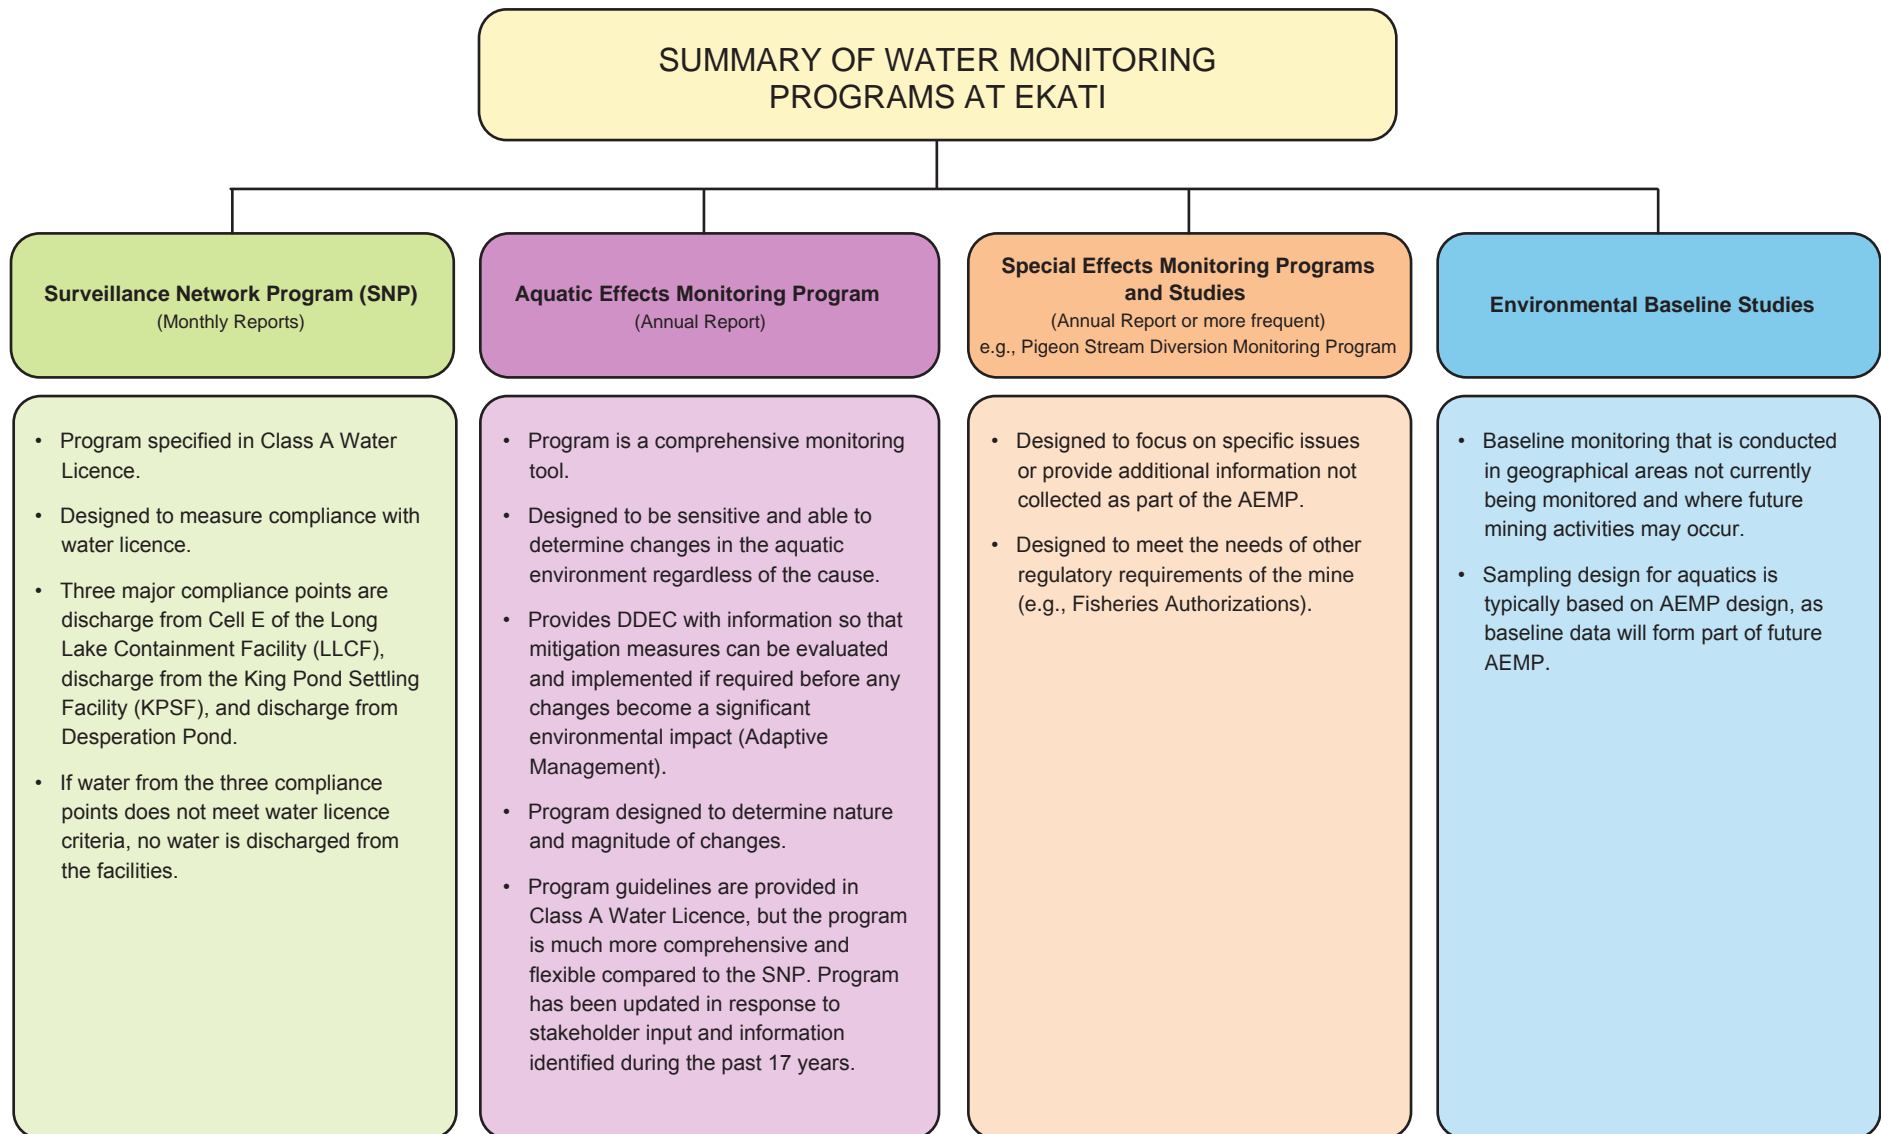 SUMMARY OF WATER MONITORING
PROGRAMS AT EKATI
Surveillance Network Program (SNP)
(Monthly Reports)
• Program specified in Class A Water
Licence.
• Designed to measure compliance with
water licence.
• Three major compliance points are
discharge from Cell E of the Long
Lake Containment Facility (LLCF),
discharge from the King Pond Settling
Facility (KPSF), and discharge from
Desperation Pond.
• If water from the three compliance
points does not meet water licence
criteria, no water is discharged from
the facilities.
Aquatic Effects Monitoring Program
(Annual Report)
• Program is a comprehensive monitoring
tool.
• Designed to be sensitive and able to
determine changes in the aquatic
environment regardless of the cause.
• Provides DDEC with information so that
mitigation measures can be evaluated
and implemented if required before any
changes become a significant
environmental impact (Adaptive
Management).
• Program designed to determine nature
and magnitude of changes.
• Program guidelines are provided in
Class A Water Licence, but the program
is much more comprehensive and
flexible compared to the SNP. Program
has been updated in response to
stakeholder input and information
identified during the past 17 years.
Special Effects Monitoring Programs
and Studies
(Annual Report or more frequent)
e.g., Pigeon Stream Diversion Monitoring Program
• Designed to focus on specific issues
or provide additional information not
collected as part of the AEMP.
• Designed to meet the needs of other
regulatory requirements of the mine
(e.g., Fisheries Authorizations).
Environmental Baseline Studies
• Baseline monitoring that is conducted
in geographical areas not currently
being monitored and where future
mining activities may occur.
• Sampling design for aquatics is
typically based on AEMP design, as
baseline data will form part of future
AEMP.